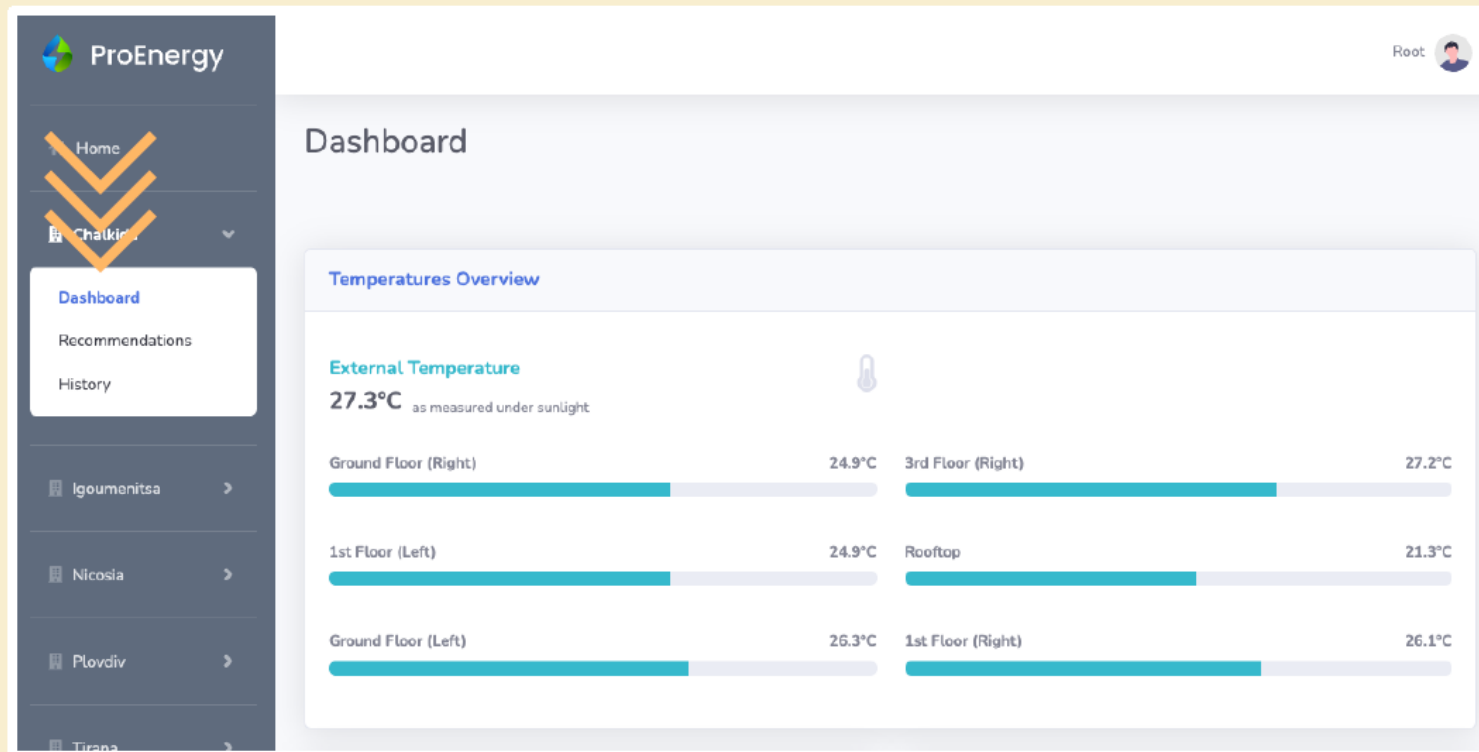 ProEnergy
Root
Home
Dashboard
Chalkida
Temperatures Overview
Dashboard
Recommendations
External Temperature
History
27.3°C as measured under sunlight
Ground Floor (Right) 24.9°C 3rd Floor (Right) 27.2°C
Igoumenitsa
1st Floor (Left) 24.9°C Rooftop 21.3°C
Nicosia
Ground Floor (Left) 26.3°C 1st Floor (Right) 26.1°C
Plovdiv
Tirana